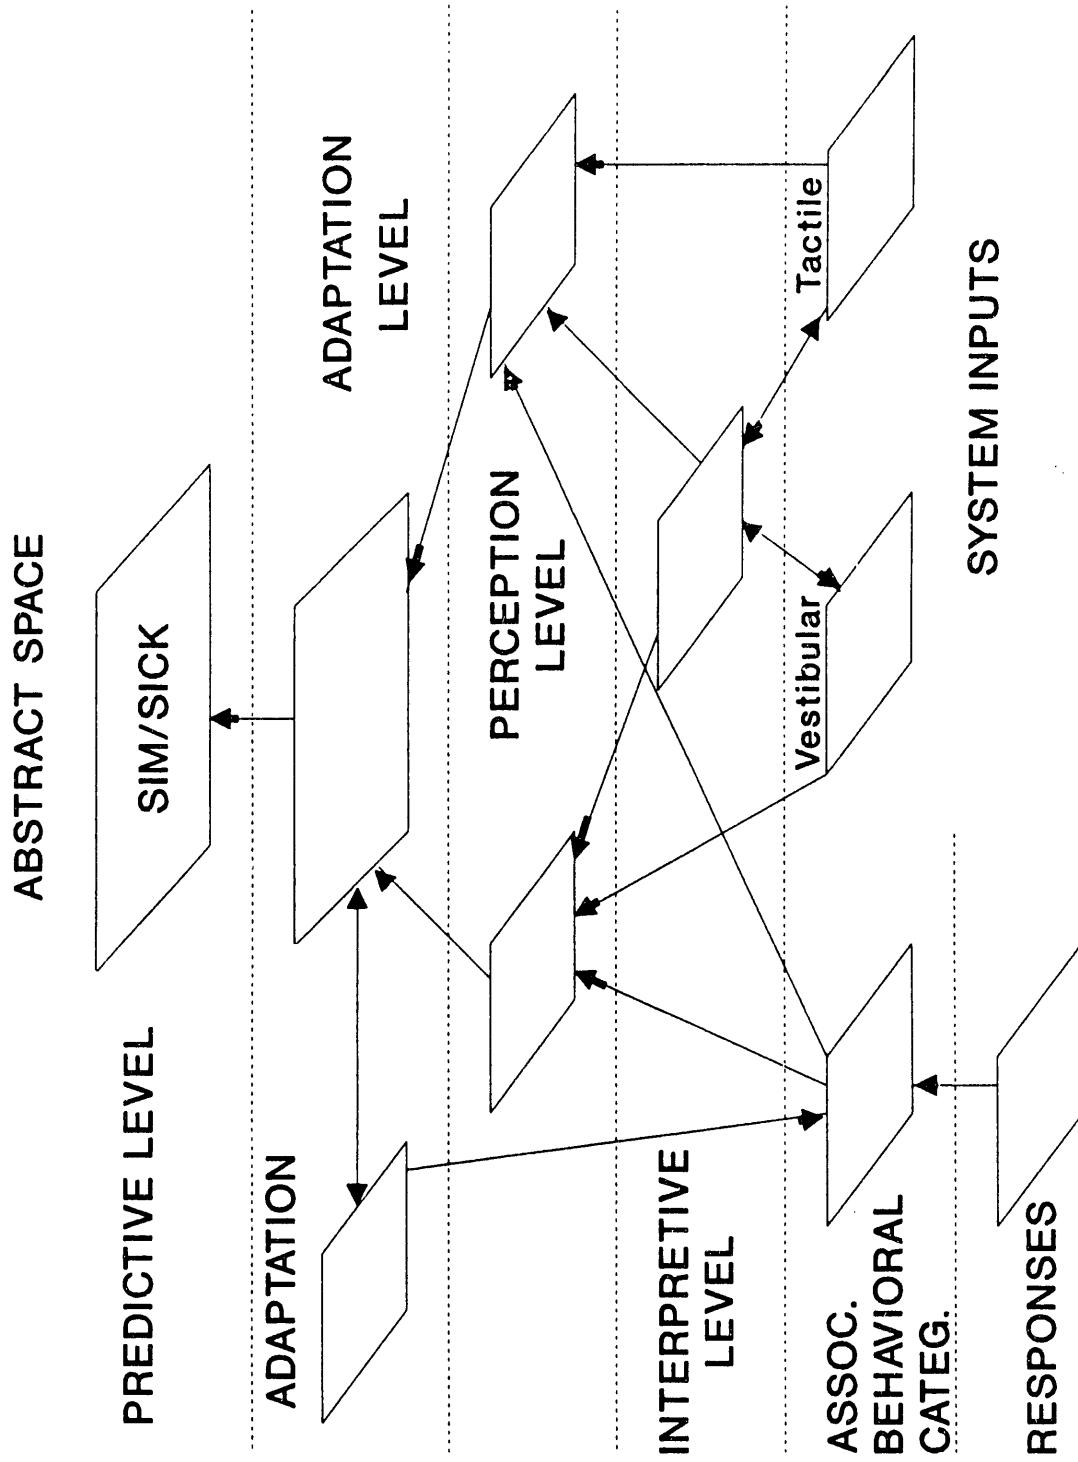 ABSTRACT SPACE
PREDICTIVE LEVEL
SIM/SICK
ADAPTATION
ADAPTATION
LEVEL
PERCEPTION
LEVEL
INTERPRETIVE
LEVEL
ASSOC.
BEHAVIORAL
CATEG.
Vestibular
Tactile
SYSTEM INPUTS
RESPONSES